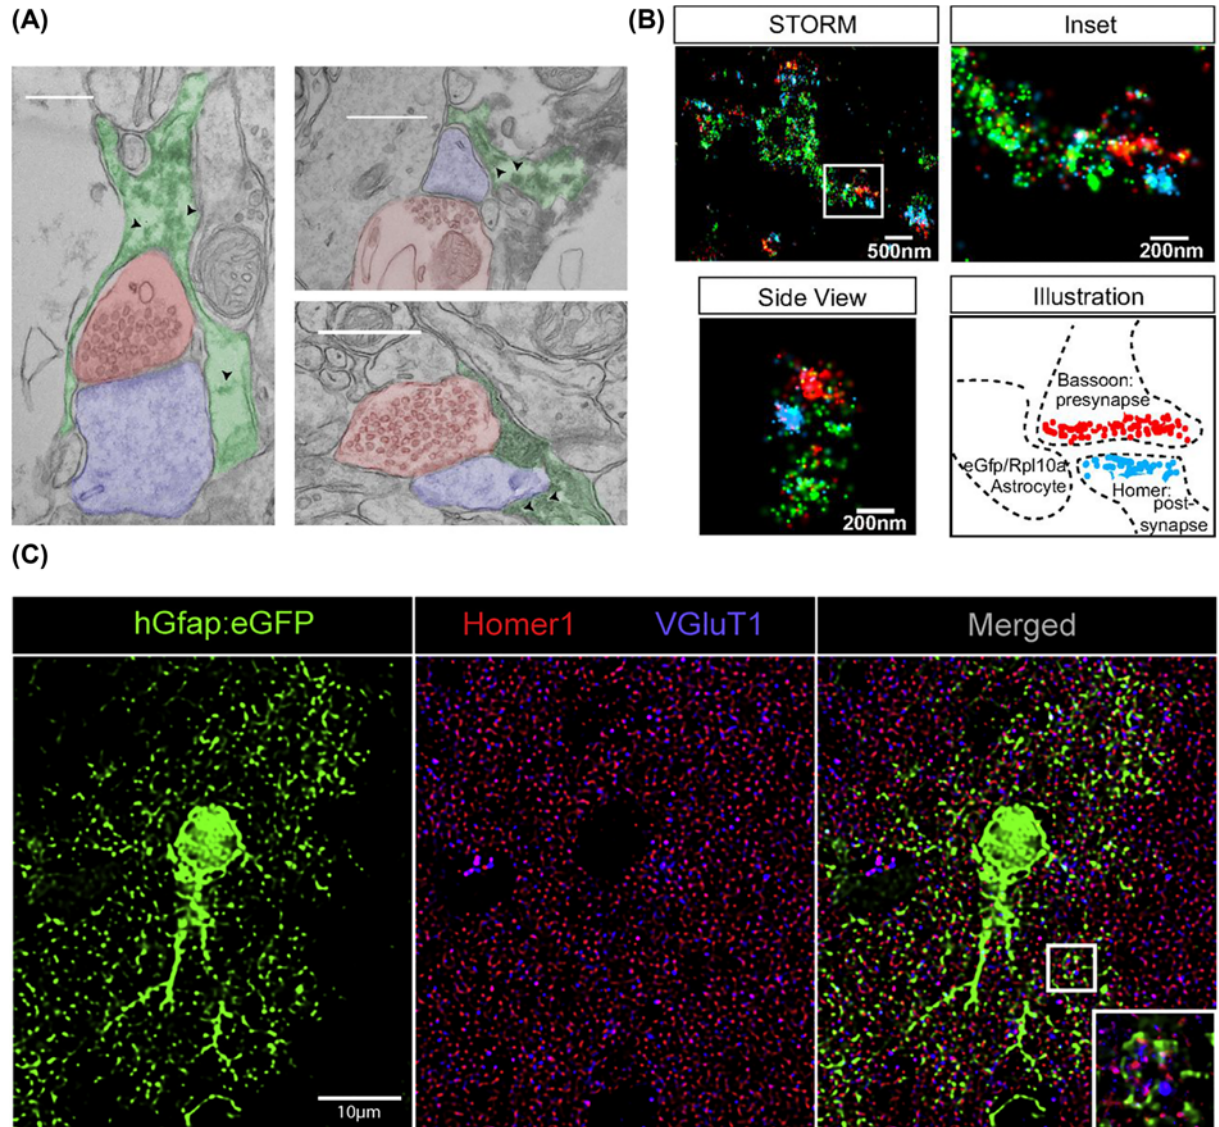 (A)
(B)
STORM
Inset
500nm
200nm
Side View
Illustration
200nm
Bassoon:
presynapse
eGfp/Rpl10a
Astrocyte
Homer:
post-
synapse
(C)
hGfap:eGFP
Homer1
VGluT1
Merged
10µm